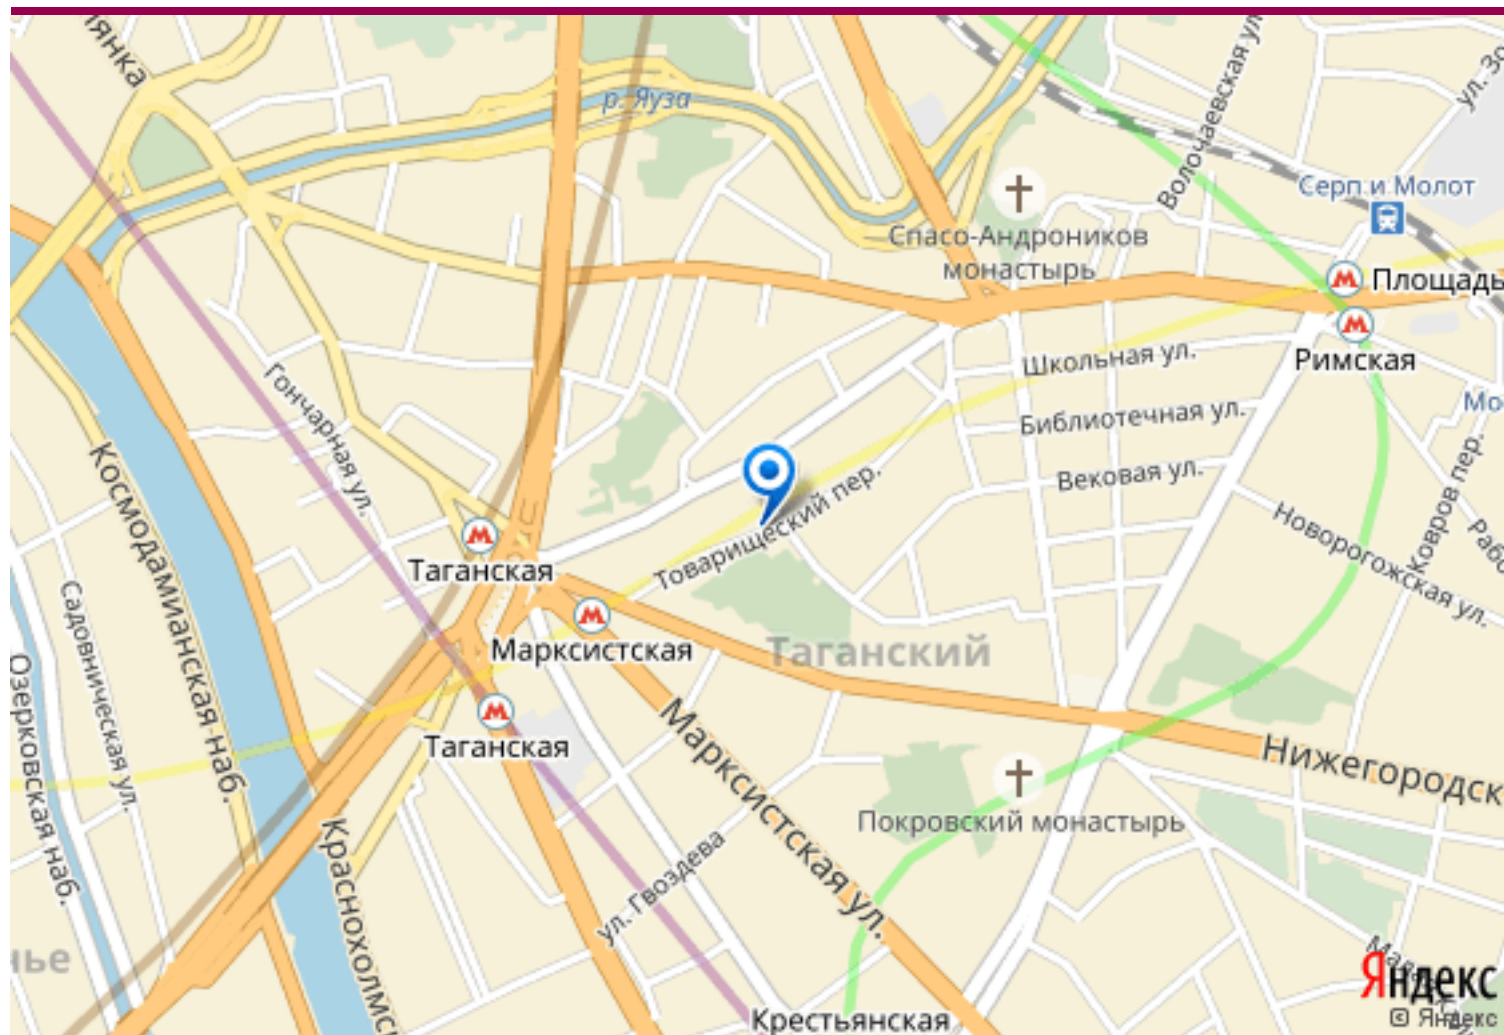 р. Яуза
Волочаевская ул.
Серп и Молот
Спасо-Андроников
монастырь
Площадь
Римская
Школьная ул.
Библиотечная ул.
Вековая ул.
Новорогожская ул.
Ковров пер.
Гончарная ул.
Товарищеский пер.
Таганская
Марксистская
Таганский
Таганская
Космодамианская наб.
Садовническая ул.
Озерковская наб.
Марксистская ул.
Нижегородск
Покровский монастырь
ул. Гвоздева
Краснохолмс
Крестьянская
Яндекс
© Яндекс